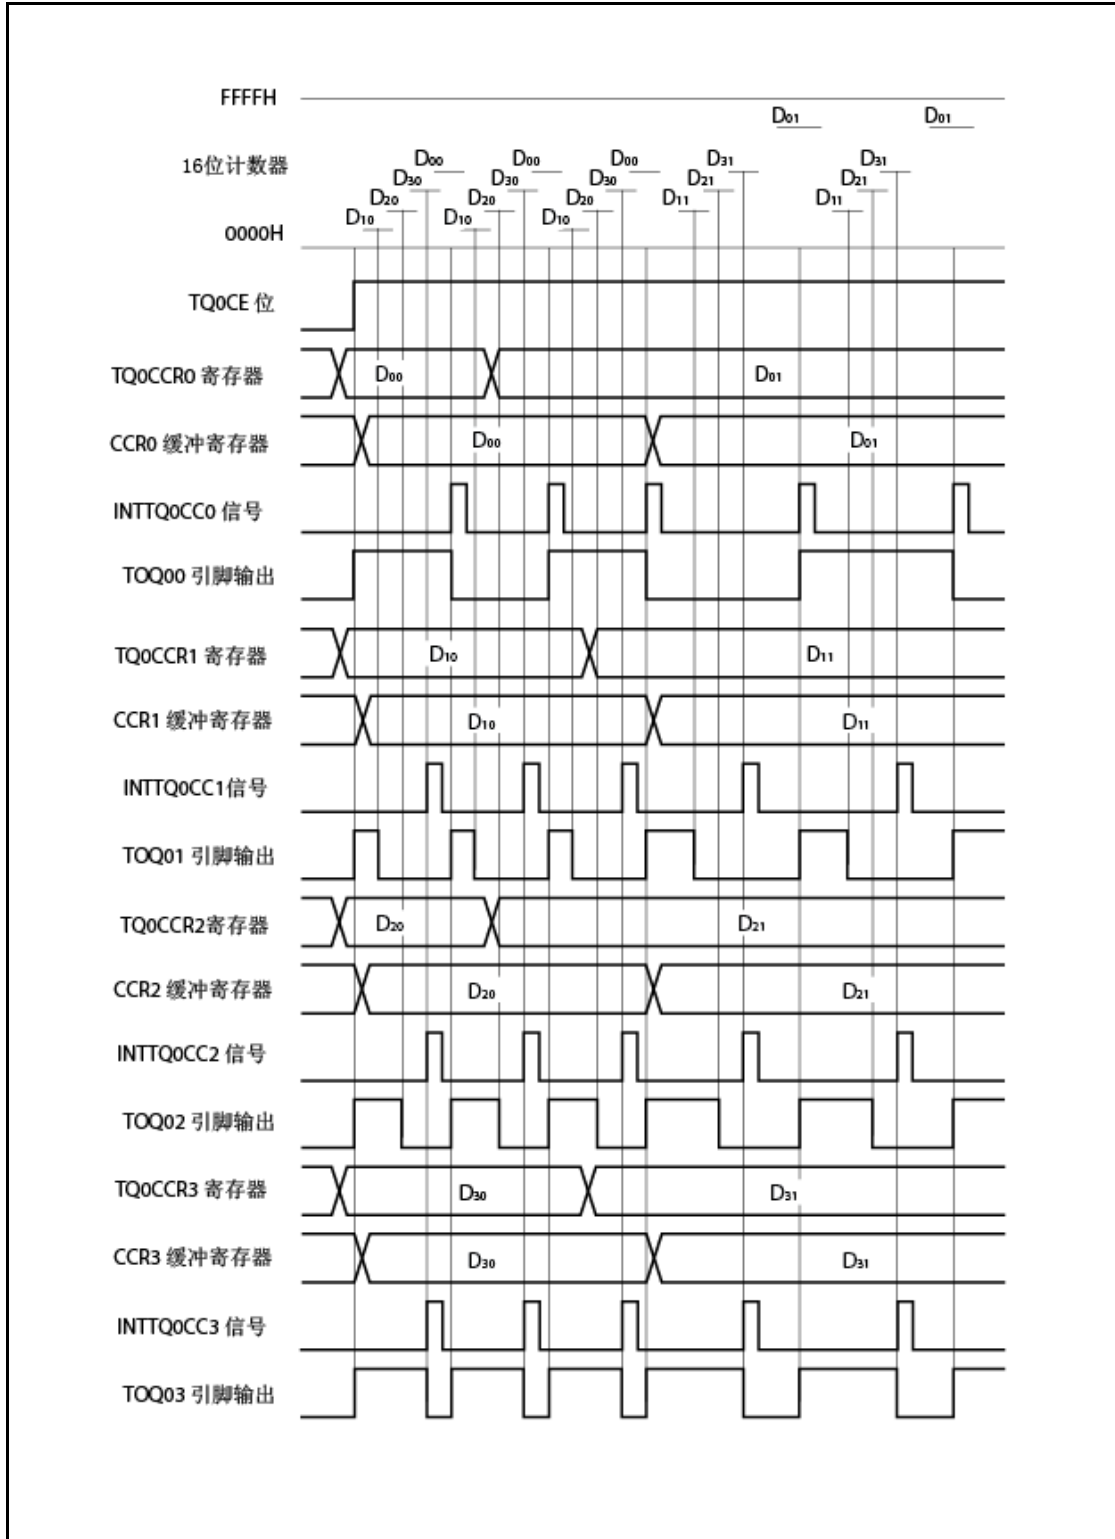 FFFFH
D01 D01
16位计数器
D00 D00 D00 D31 D31
D30 D30 D30 D21 D21
D20 D20 D20 D11 D11
D10 D10 D10
0000H
TQ0CE 位
TQ0CCR0 寄存器 D00 D01
CCR0 缓冲寄存器 D00 D01
INTTQ0CC0 信号
TOQ00 引脚输出
TQ0CCR1 寄存器 D10 D11
CCR1 缓冲寄存器 D10 D11
INTTQ0CC1信号
TOQ01 引脚输出
TQ0CCR2寄存器 D20 D21
CCR2 缓冲寄存器 D20 D21
INTTQ0CC2 信号
TOQ02 引脚输出
TQ0CCR3 寄存器 D30 D31
CCR3 缓冲寄存器 D30 D31
INTTQ0CC3 信号
TOQ03 引脚输出